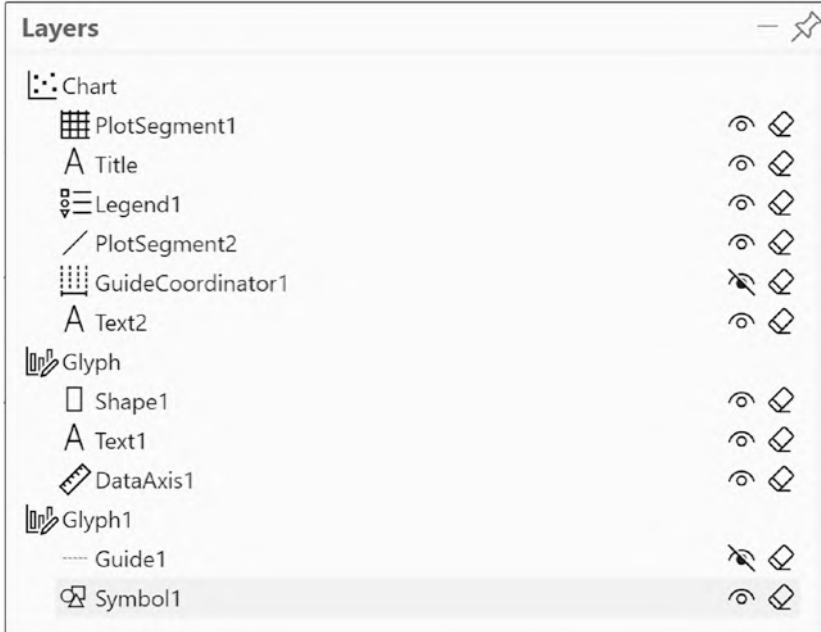 Layers
Chart
PlotSegment1
Title
Legend1
PlotSegment2
GuideCoordinator1
Text2
Glyph
Shape1
Text1
DataAxis1
Glyph1
Guide1
Symbol1